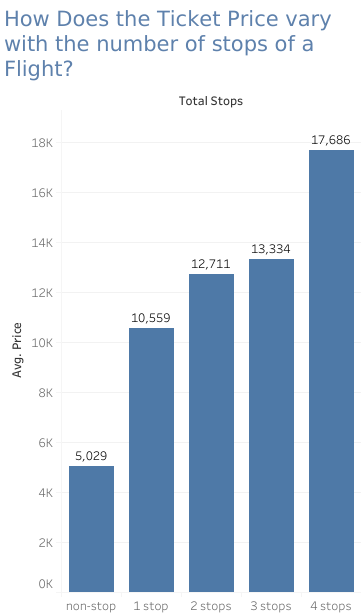 How Does the Ticket Price vary
with the number of stops of a
Flight?
Total Stops
17,686
18K
16K
14K
13,334
12,711
12K
10,559
10K
Avg. Price
8K
6K
5,029
4K
2K
0K
non-stop 1 stop 2 stops 3 stops 4 stops